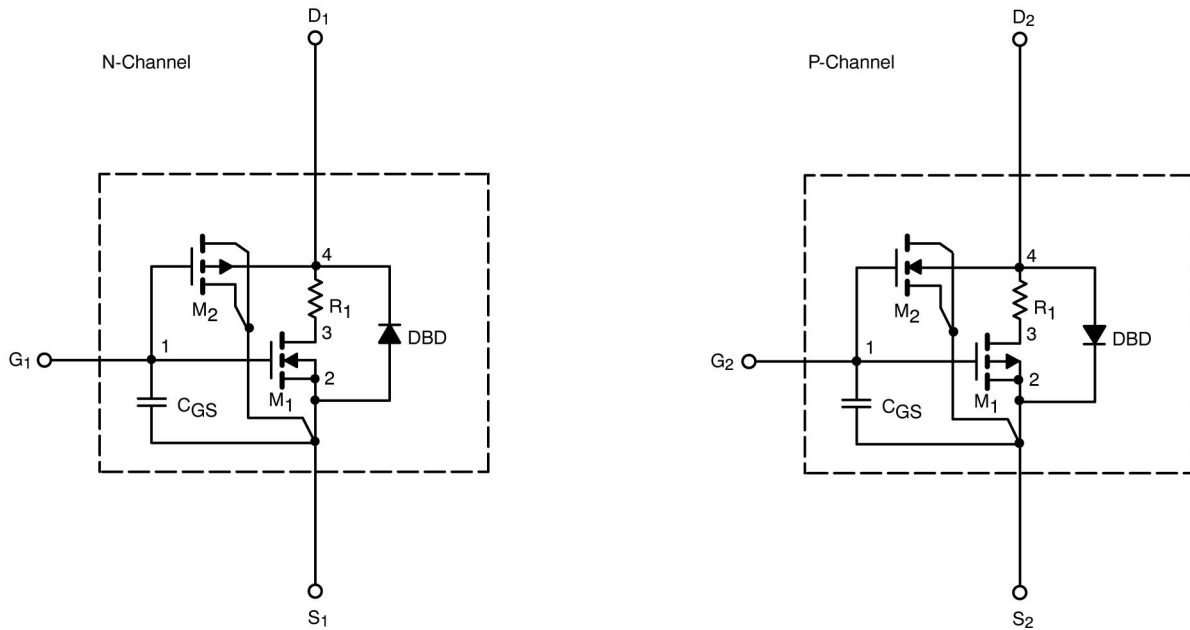 N-Channel
D1
4
M2
R1
3
DBD
G1
1
2
M1
CGS
S1
P-Channel
D2
4
M2
R1
3
DBD
G2
1
2
M1
CGS
S2